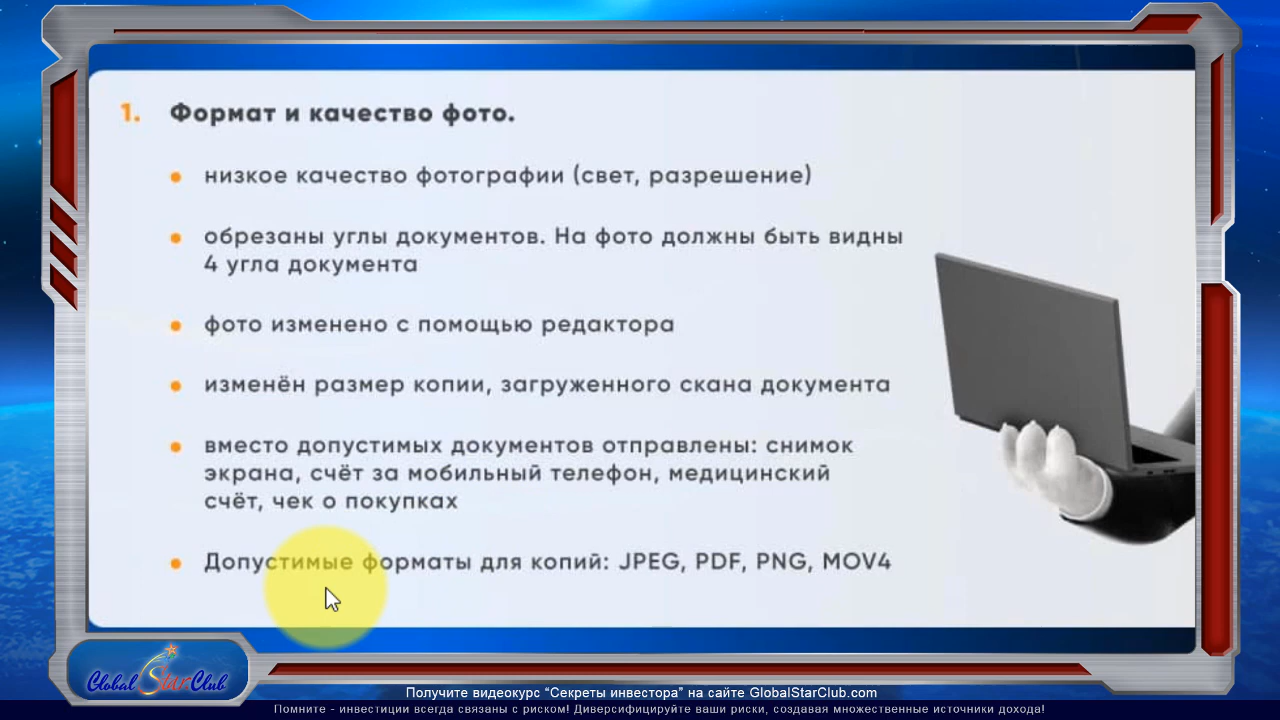 1. Формат и качество фото.
низкое качество фотографии (свет, разрешение)
обрезаны углы документов. На фото должны быть видны
4 угла документа
фото изменено с помощью редактора
изменён размер копии, загруженного скана документа
вместо допустимых документов отправлены: снимок
экрана, счёт за мобильный телефон, медицинский
счёт, чек о покупках
Допустимые форматы для копий: JPEG, PDF, PNG, MOV4
Global Star Club
Получите видеокурс “Секреты инвестора” на сайте GlobalStarClub.com
Помните - инвестиции всегда связаны с риском! Диверсифицируйте ваши риски, создавая множественные источники дохода!